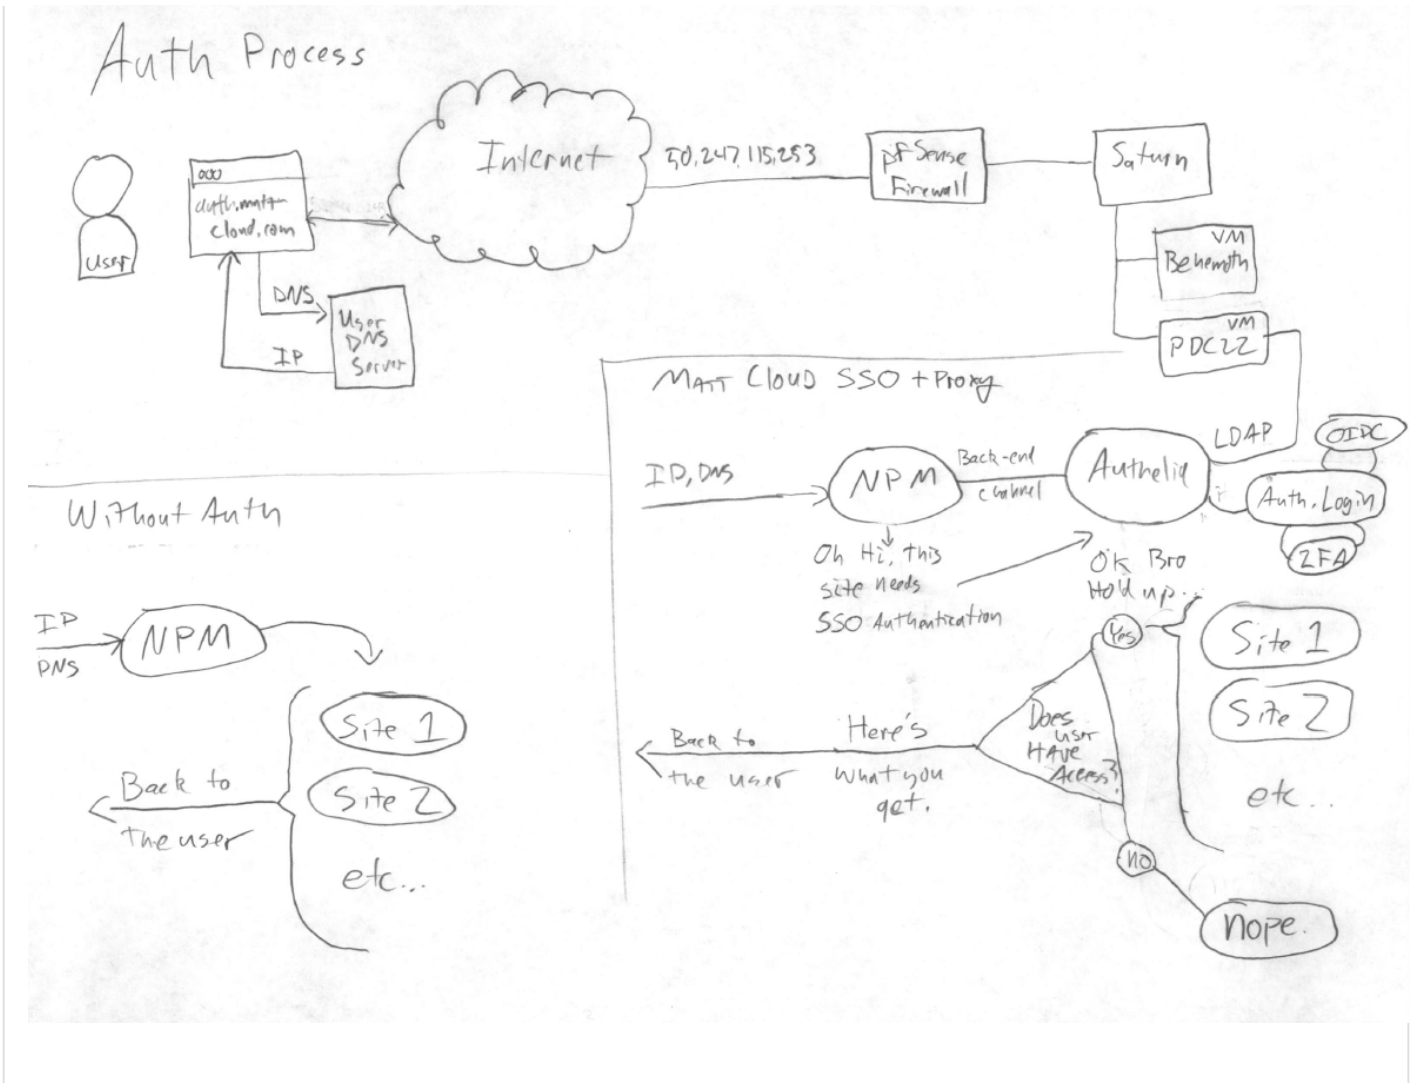 Auth Process
User
000
auth.matt-
cloud.com
DNS
IP
User
DNS
Server
Internet
50.247.115.253
pfSense
Firewall
Saturn
VM
Behemoth
VM
PDC22
MATT CLOUD SSO + Proxy
IP, DNS
NPM
Back-end
channel
Authelia
LDAP
OIDC
Auth. Login
2FA
Oh Hi, this
site needs
SSO Authentication
OK Bro
Hold up...
Yes
Site 1
Site 2
etc...
Does
user
HAVE
Access?
no
nope.
Here's
what you
get.
Back to
the user
Without Auth
IP
DNS
NPM
Site 1
Site 2
etc...
Back to
the user